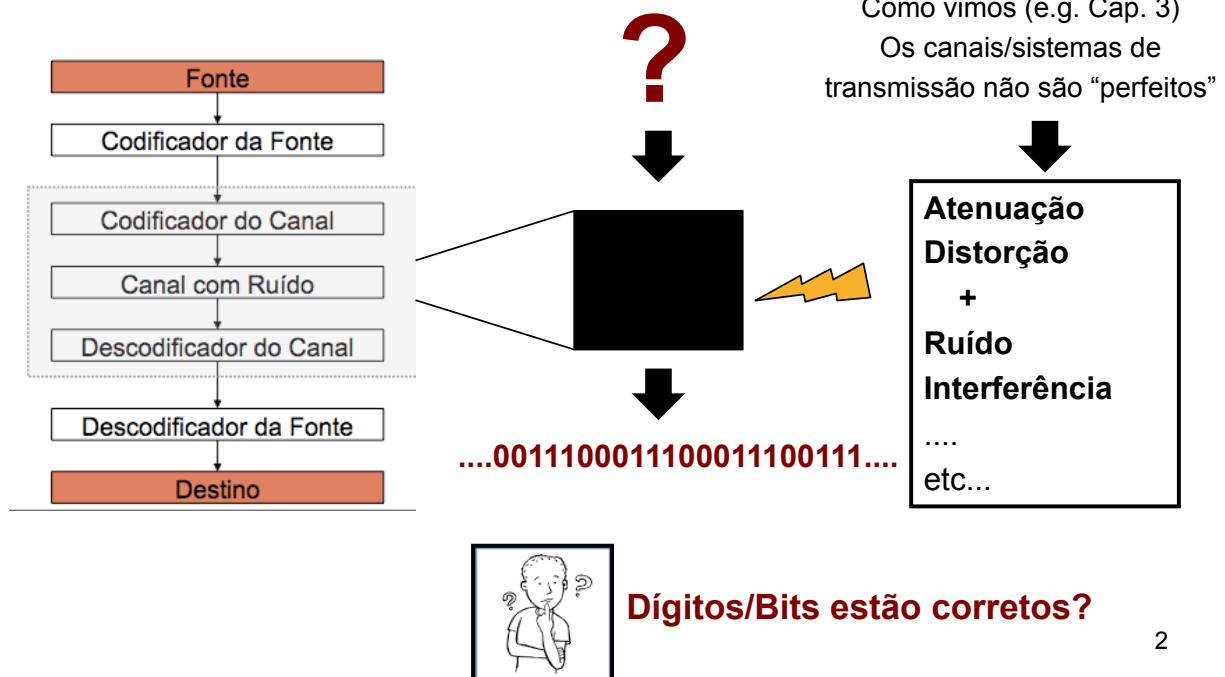 Fonte
Codificador da Fonte
Codificador do Canal
Canal com Ruído
Descodificador do Canal
Descodificador da Fonte
Destino
?
....00111000111000111001​11....
Como vimos (e.g. Cap. 3)
Os canais/sistemas de
transmissão não são “perfeitos”
Atenuação
Distorção
+
Ruído
Interferência
....
etc...
? ?
Dígitos/Bits estão corretos?
2